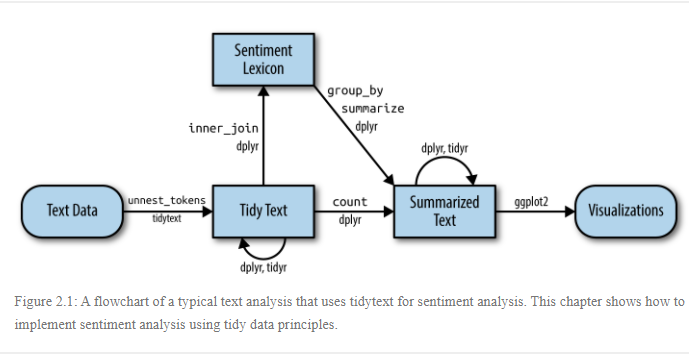 Sentiment
Lexicon
group_by
summarize
dplyr
inner_join
dplyr
dplyr, tidyr
Text Data
unnest_tokens
tidytext
Tidy Text
count
dplyr
Summarized
Text
ggplot2
Visualizations
dplyr, tidyr
Figure 2.1: A flowchart of a typical text analysis that uses tidytext for sentiment analysis. This chapter shows how to
implement sentiment analysis using tidy data principles.